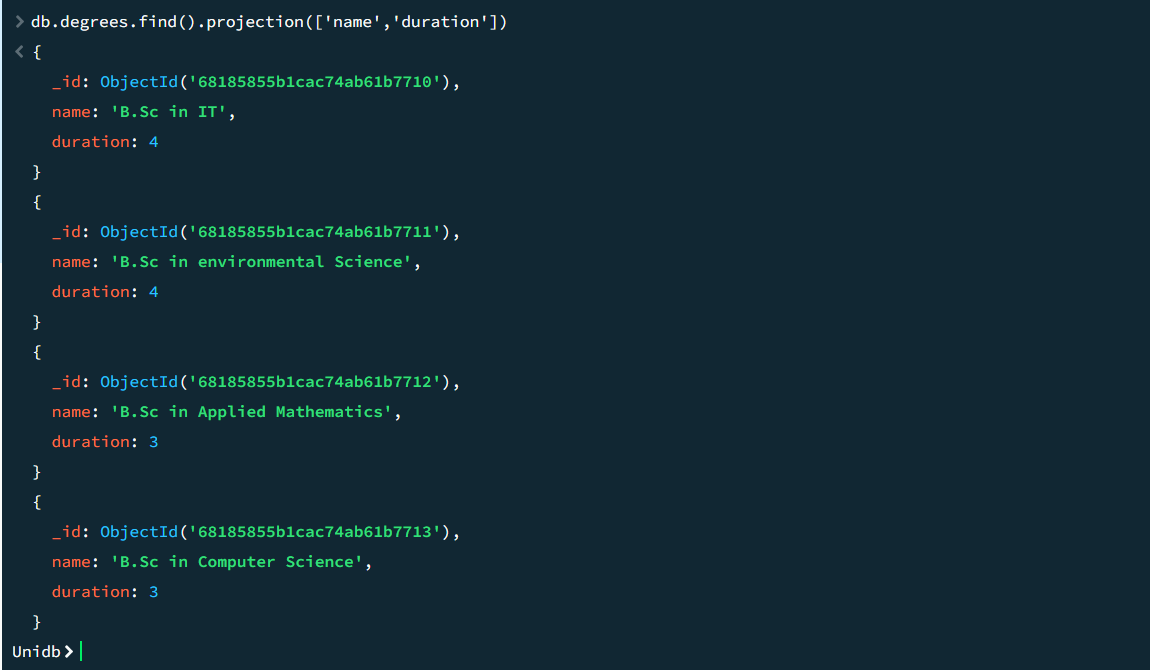 > db.degrees.find().projection(['name','duration'])
< {
_id: ObjectId('68185855b1cac74ab61b7710'),
name: 'B.Sc in IT',
duration: 4
}
{
_id: ObjectId('68185855b1cac74ab61b7711'),
name: 'B.Sc in environmental Science',
duration: 4
}
{
_id: ObjectId('68185855b1cac74ab61b7712'),
name: 'B.Sc in Applied Mathematics',
duration: 3
}
{
_id: ObjectId('68185855b1cac74ab61b7713'),
name: 'B.Sc in Computer Science',
duration: 3
}
Unidb>